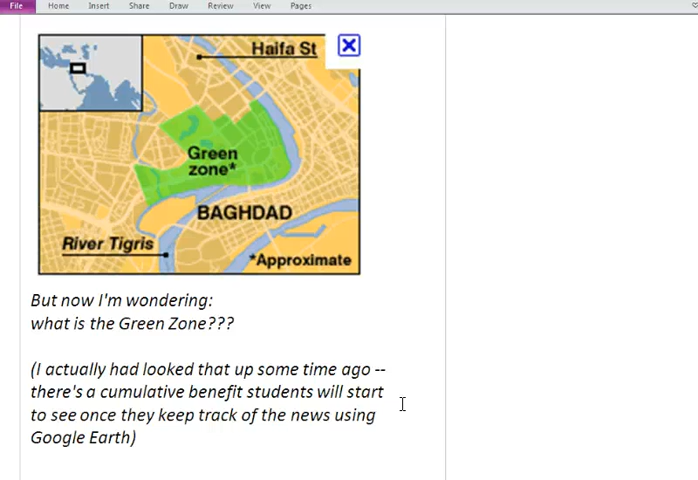 File Home Insert Share Draw Review View Pages
Haifa St
Green
zone*
BAGHDAD
River Tigris
*Approximate
But now I'm wondering:
what is the Green Zone???
(I actually had looked that up some time ago --
there's a cumulative benefit students will start
to see once they keep track of the news using
Google Earth)